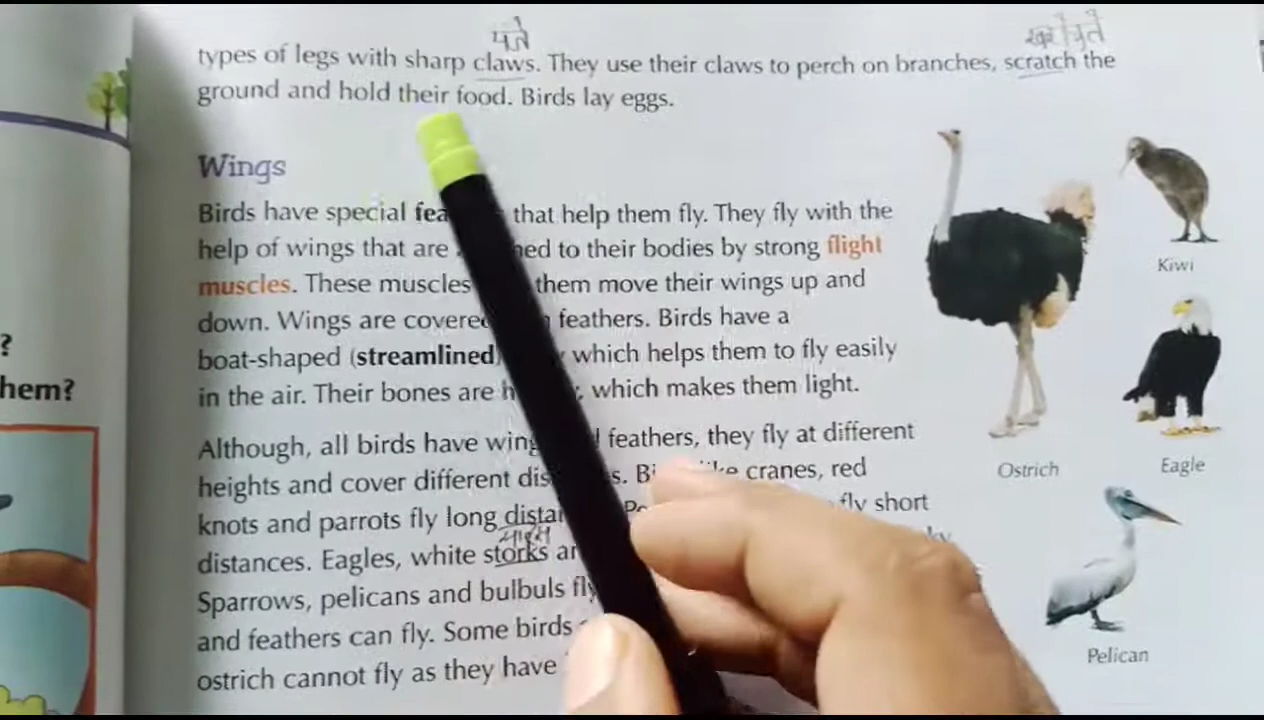 पंजे
खरोंचते
types of legs with sharp claws. They use their claws to perch on branches, scratch the
ground and hold their food. Birds lay eggs.
Wings
Birds have special that help them fly. They fly with the
help of wings that are to their bodies by strong flight
muscles. These muscles them move their wings up and
down. Wings are feathers. Birds have a
boat-shaped (streamlined which helps them to fly easily
in the air. Their bones are which makes them light.
Although, all birds have feathers, they fly at different
heights and cover different cranes, red
knots and parrots fly long fly short
सारस
distances. Eagles, white storks
Sparrows, pelicans and bulbuls
and feathers can fly. Some birds
ostrich cannot fly as they have
?
hem?
Kiwi
Ostrich
Eagle
Pelican